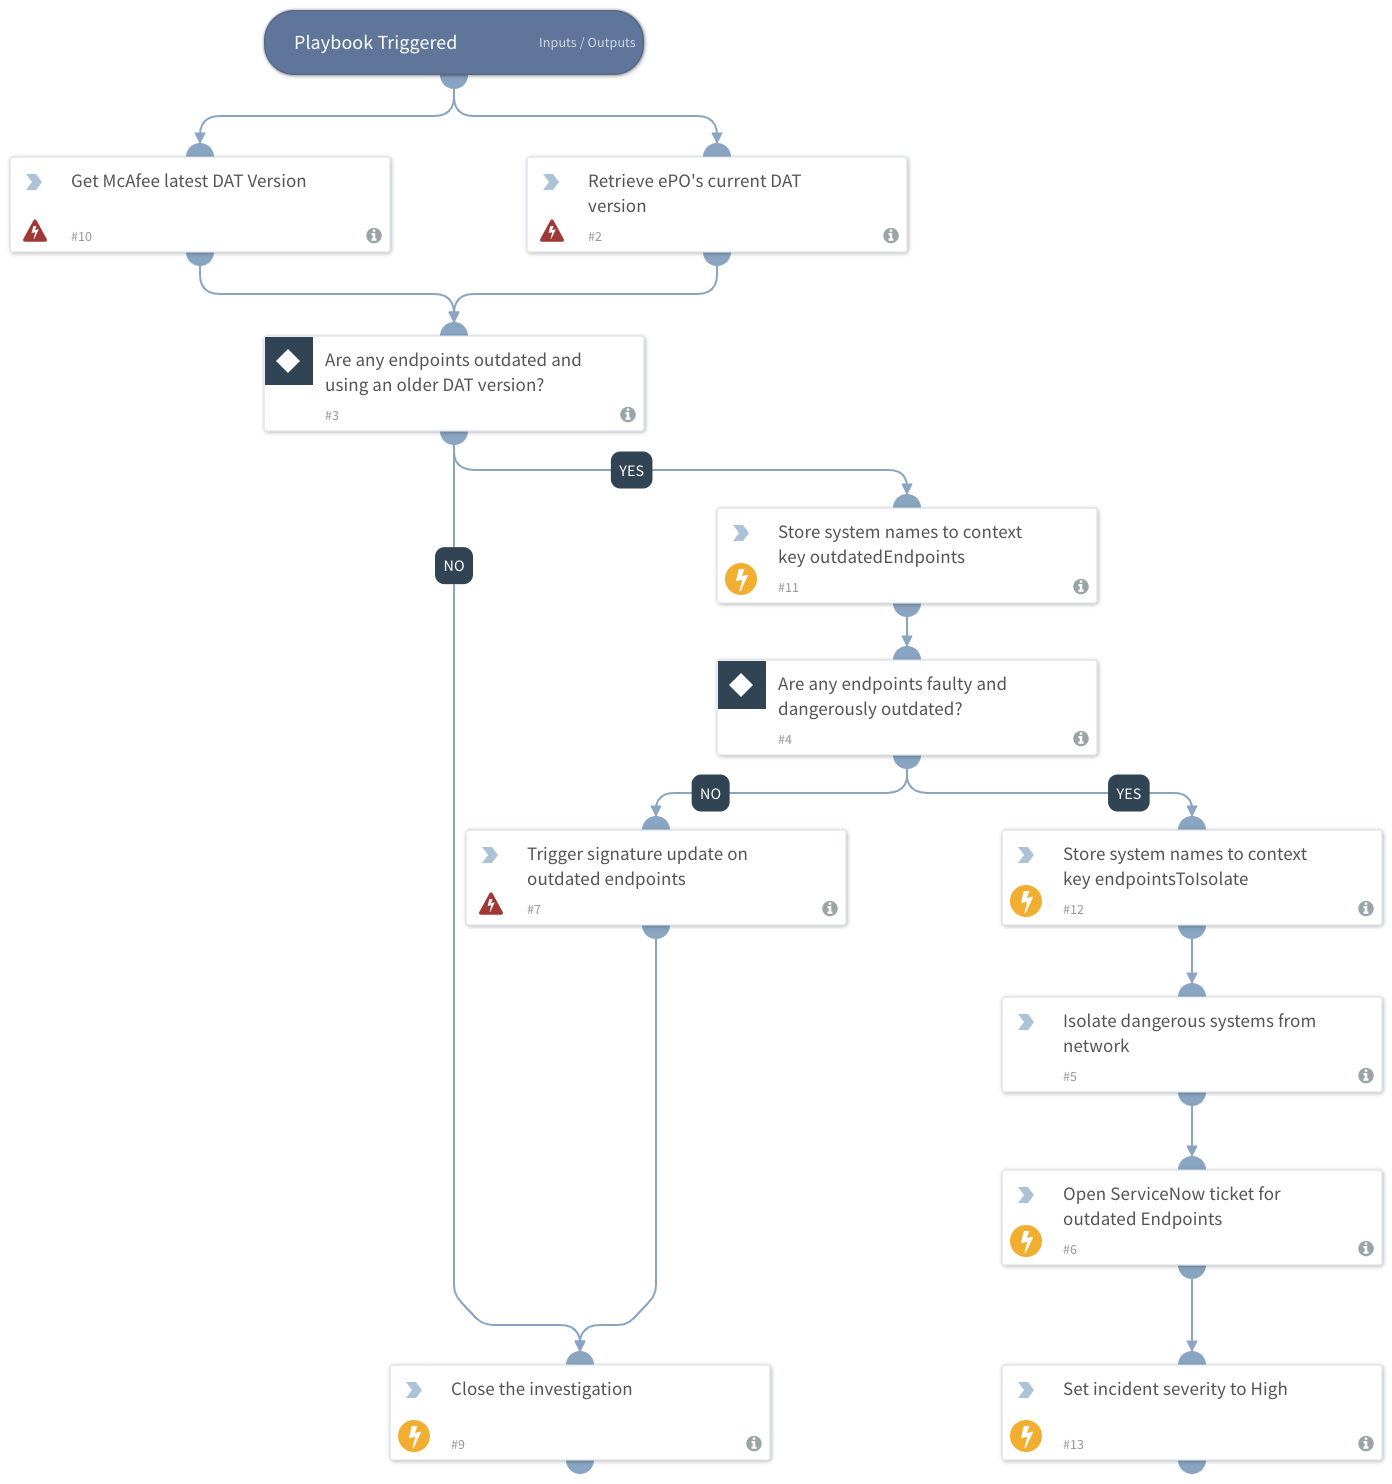 Playbook Triggered
Inputs / Outputs
Get McAfee latest DAT Version
#10
Retrieve ePO's current DAT
version
#2
Are any endpoints outdated and
using an older DAT version?
#3
YES
NO
Store system names to context
key outdatedEndpoints
#11
Are any endpoints faulty and
dangerously outdated?
#4
NO
YES
Trigger signature update on
outdated endpoints
#7
Store system names to context
key endpointsToIsolate
#12
Isolate dangerous systems from
network
#5
Open ServiceNow ticket for
outdated Endpoints
#6
Close the investigation
#9
Set incident severity to High
#13